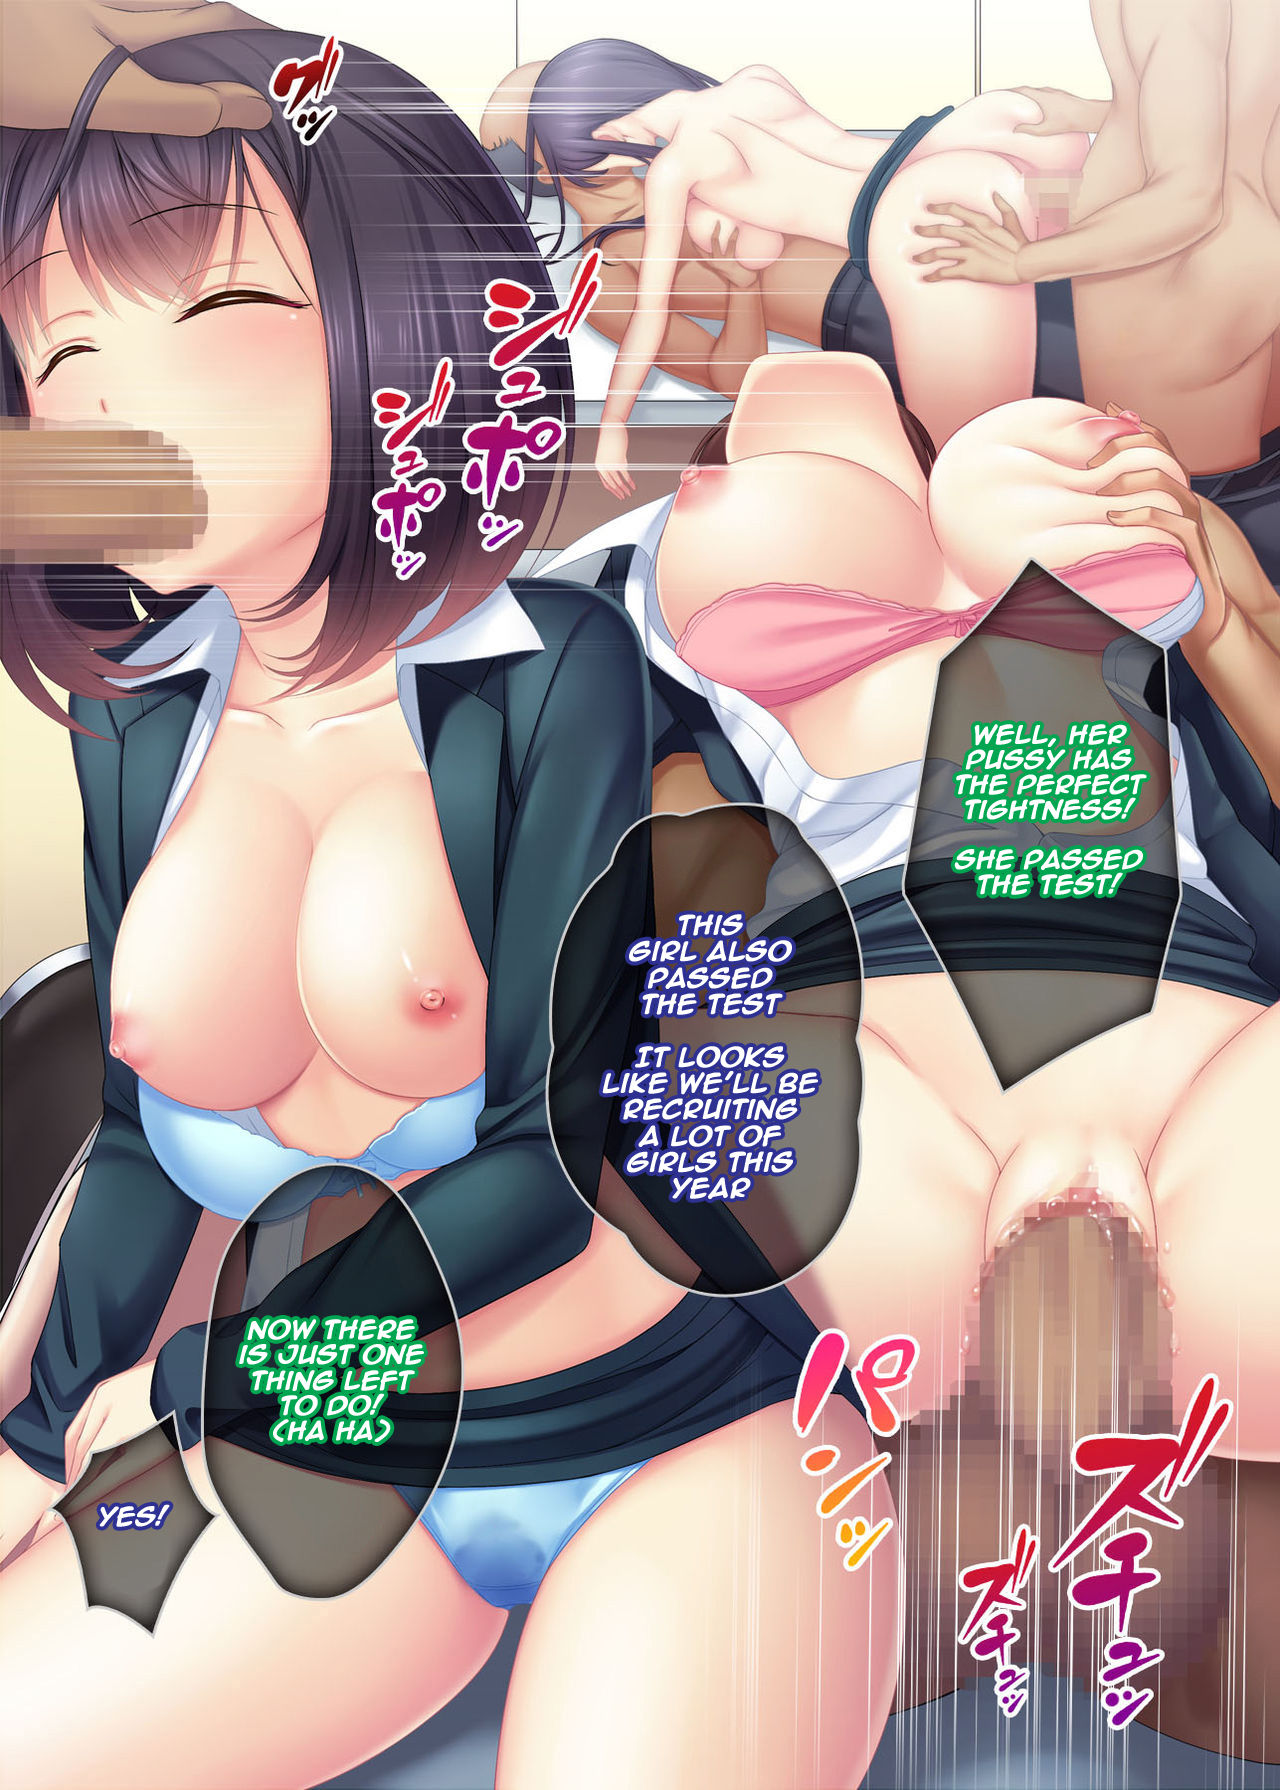 グッ
ジュポッ
ジュポッ
WELL, HER
PUSSY HAS
THE PERFECT
TIGHTNESS!
SHE PASSED
THE TEST!
THIS
GIRL ALSO
PASSED
THE TEST
IT LOOKS
LIKE WE'LL BE
RECRUITING
A LOT OF
GIRLS THIS
YEAR
NOW THERE
IS JUST ONE
THING LEFT
TO DO!
(HA HA)
YES!
パンッ
ズチュッ
ズチュッ